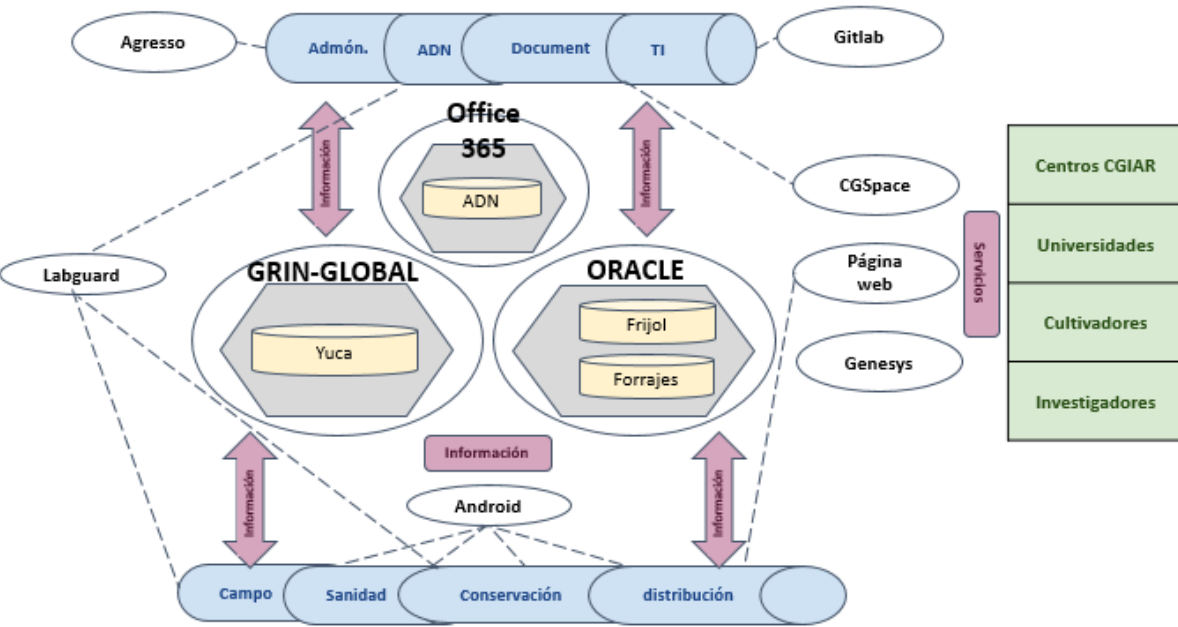 Agresso
Admón.
ADN
Document
TI
Gitlab
Office
365
ADN
Información
Información
Centros CGIAR
CGSpace
Universidades
Servicios
Labguard
GRIN-GLOBAL
ORACLE
Página
web
Yuca
Frijol
Forrajes
Cultivadores
Genesys
Investigadores
Información
Información
Información
Android
Campo
Sanidad
Conservación
distribución